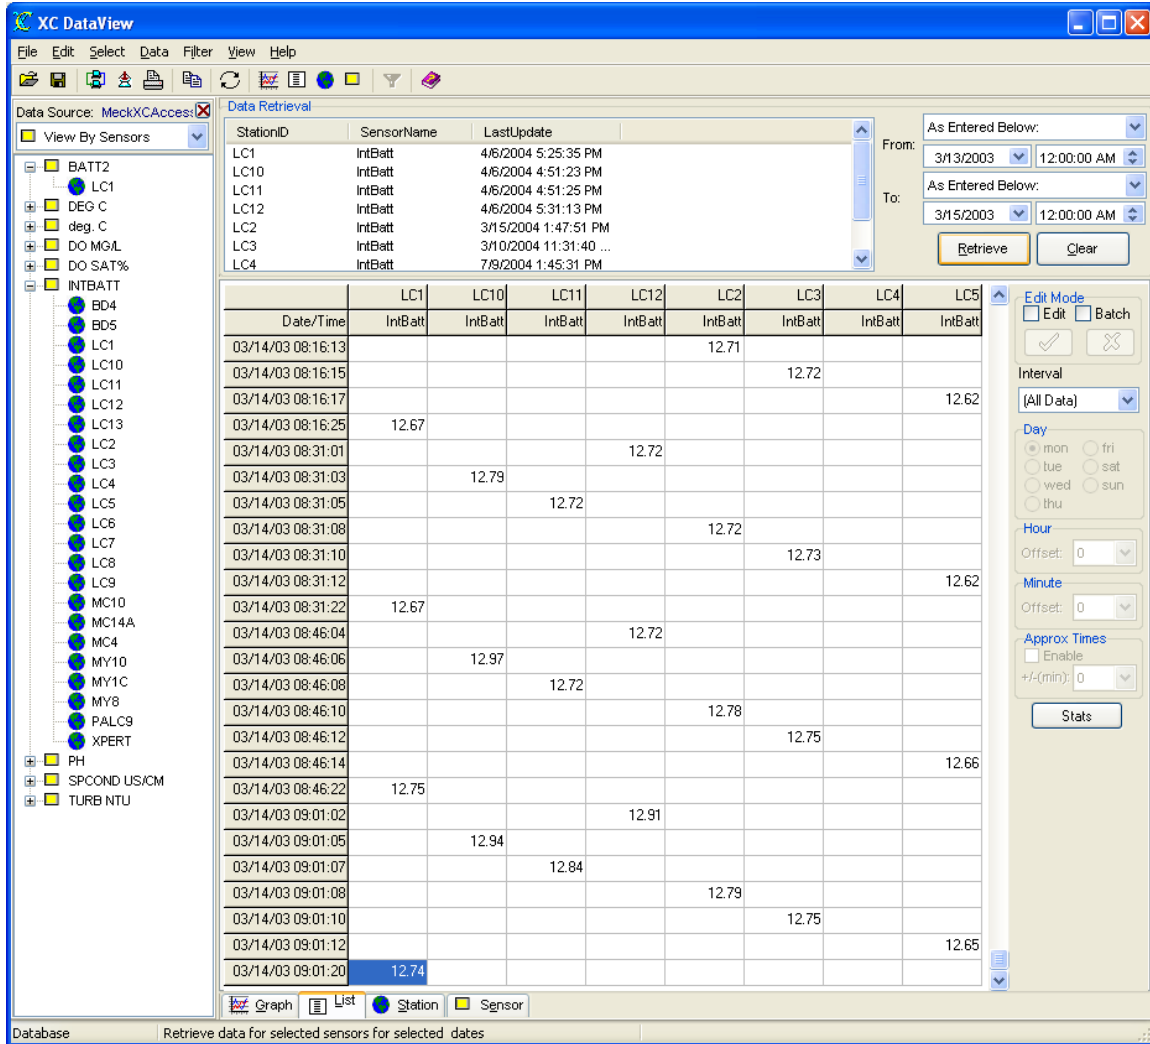 XC DataView
File Edit Select Data Filter View Help
Data Source: MeckXCAccess
View By Sensors
BATT2
LC1
DEG C
deg. C
DO MG/L
DO SAT%
INTBATT
BD4
BD5
LC1
LC10
LC11
LC12
LC13
LC2
LC3
LC4
LC5
LC6
LC7
LC8
LC9
MC10
MC14A
MC4
MY10
MY1C
MY8
PALC9
XPERT
PH
SPCOND US/CM
TURB NTU
Data Retrieval
StationID SensorName LastUpdate
LC1 IntBatt 4/6/2004 5:25:35 PM
LC10 IntBatt 4/6/2004 4:51:23 PM
LC11 IntBatt 4/6/2004 4:51:25 PM
LC12 IntBatt 4/6/2004 5:31:13 PM
LC2 IntBatt 3/15/2004 1:47:51 PM
LC3 IntBatt 3/10/2004 11:31:40 ...
LC4 IntBatt 7/9/2004 1:45:31 PM
From:
As Entered Below:
3/13/2003 12:00:00 AM
To:
As Entered Below:
3/15/2003 12:00:00 AM
Retrieve Clear
LC1 LC10 LC11 LC12 LC2 LC3 LC4 LC5
Date/Time IntBatt IntBatt IntBatt IntBatt IntBatt IntBatt IntBatt IntBatt
03/14/03 08:16:13 12.71
03/14/03 08:16:15 12.72
03/14/03 08:16:17 12.62
03/14/03 08:16:25 12.67
03/14/03 08:31:01 12.72
03/14/03 08:31:03 12.79
03/14/03 08:31:05 12.72
03/14/03 08:31:08 12.72
03/14/03 08:31:10 12.73
03/14/03 08:31:12 12.62
03/14/03 08:31:22 12.67
03/14/03 08:46:04 12.72
03/14/03 08:46:06 12.97
03/14/03 08:46:08 12.72
03/14/03 08:46:10 12.78
03/14/03 08:46:12 12.75
03/14/03 08:46:14 12.66
03/14/03 08:46:22 12.75
03/14/03 09:01:02 12.91
03/14/03 09:01:05 12.94
03/14/03 09:01:07 12.84
03/14/03 09:01:08 12.79
03/14/03 09:01:10 12.75
03/14/03 09:01:12 12.65
03/14/03 09:01:20 12.74
Edit Mode
Edit Batch
Interval
(All Data)
Day
mon fri
tue sat
wed sun
thu
Hour
Offset: 0
Minute
Offset: 0
Approx Times
Enable
+/-(min): 0
Stats
Graph List Station Sensor
Database Retrieve data for selected sensors for selected dates